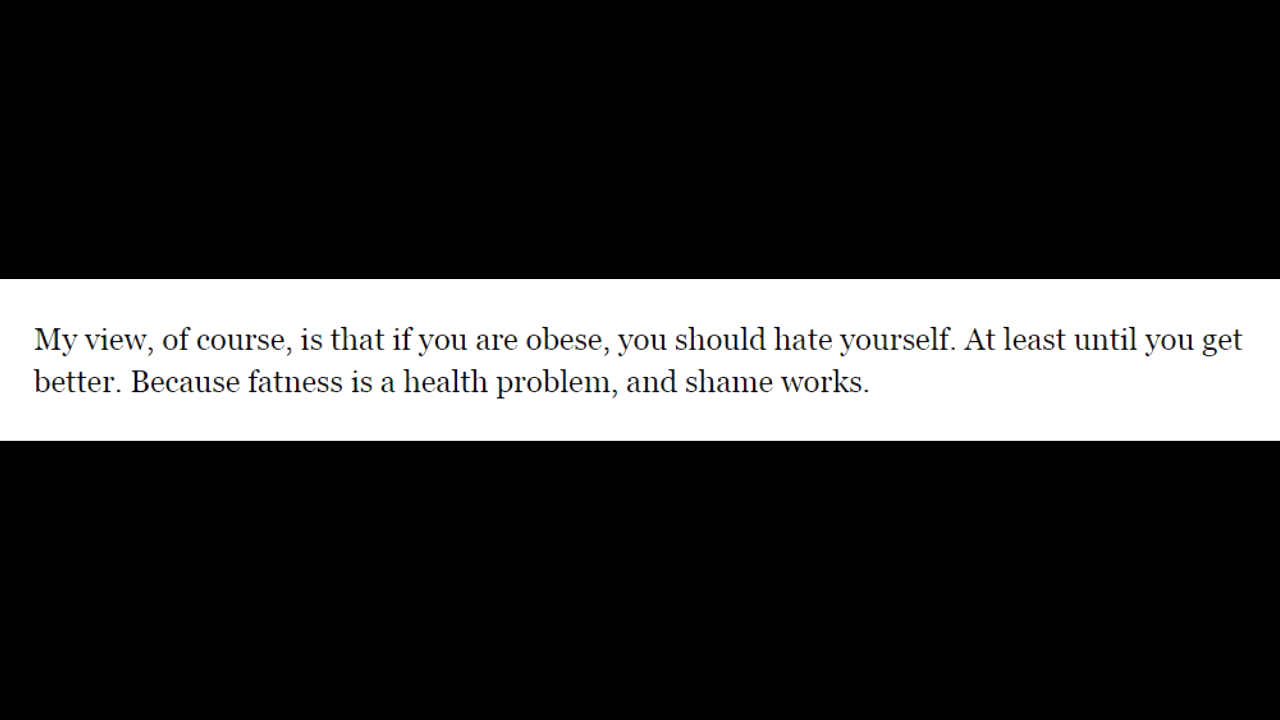 My view, of course, is that if you are obese, you should hate yourself. At least until you get
better. Because fatness is a health problem, and shame works.